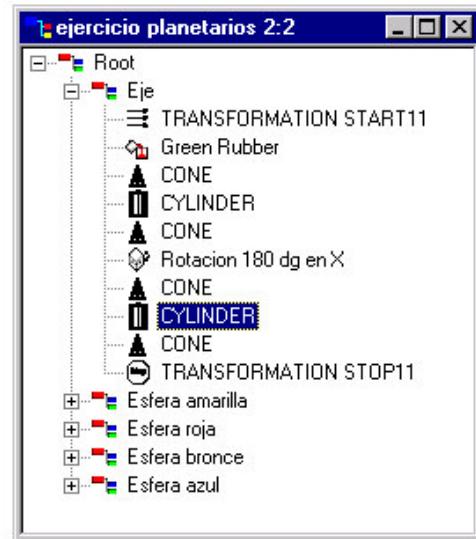 ejercicio planetarios 2:2
Root
Eje
TRANSFORMATION START11
Green Rubber
CONE
CYLINDER
CONE
Rotacion 180 dg en X
CONE
CYLINDER
CONE
TRANSFORMATION STOP11
Esfera amarilla
Esfera roja
Esfera bronce
Esfera azul